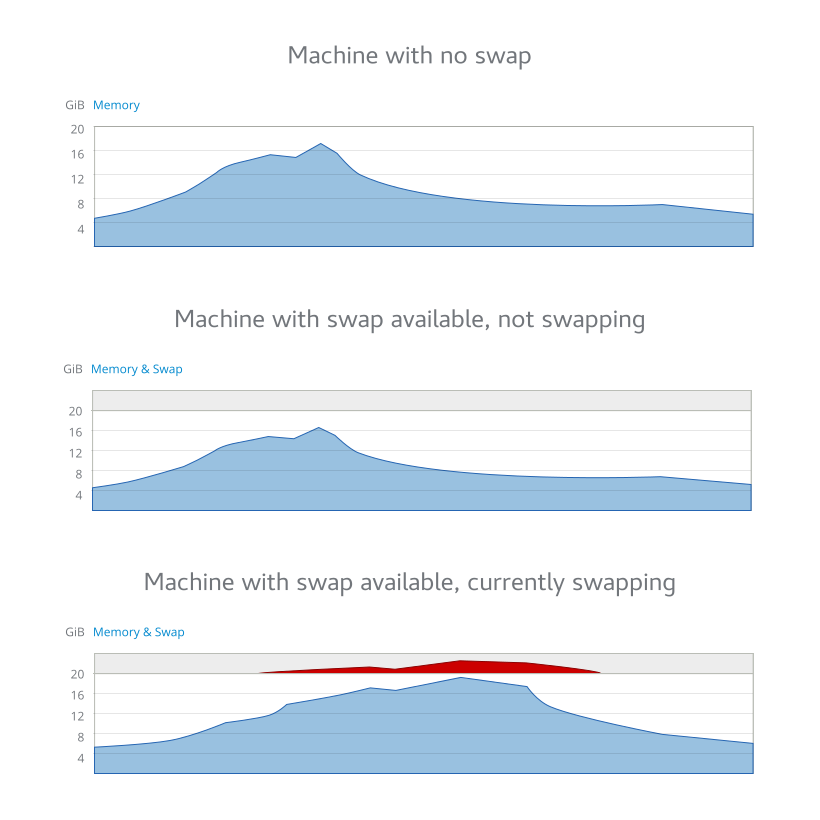 Machine with no swap
GiB Memory
20
16
12
8
4
Machine with swap available, not swapping
GiB Memory & Swap
20
16
12
8
4
Machine with swap available, currently swapping
GiB Memory & Swap
20
16
12
8
4